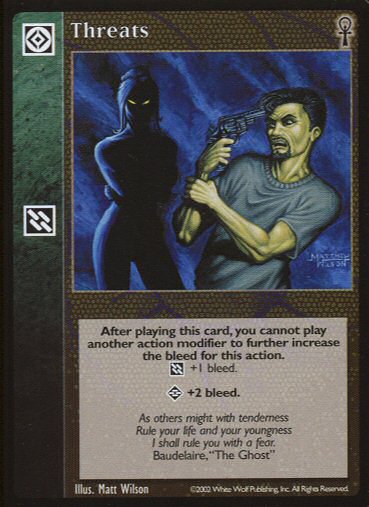 Threats
MATTHEW
WILSON
After playing this card, you cannot play
another action modifier to further increase
the bleed for this action.
+1 bleed.
+2 bleed.
As others might with tenderness
Rule your life and your youngness
I shall rule you with a fear.
Baudelaire, "The Ghost"
Illus. Matt Wilson
©2002 White Wolf Publishing, Inc. All Rights Reserved.